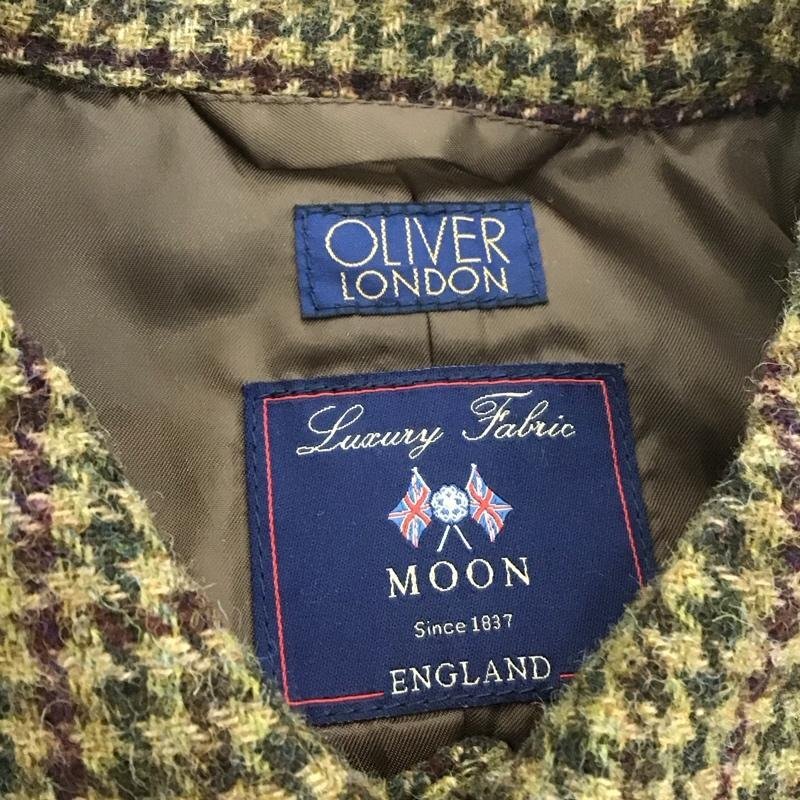 OLIVER
LONDON
Luxury Fabric
MOON
Since 1837
ENGLAND